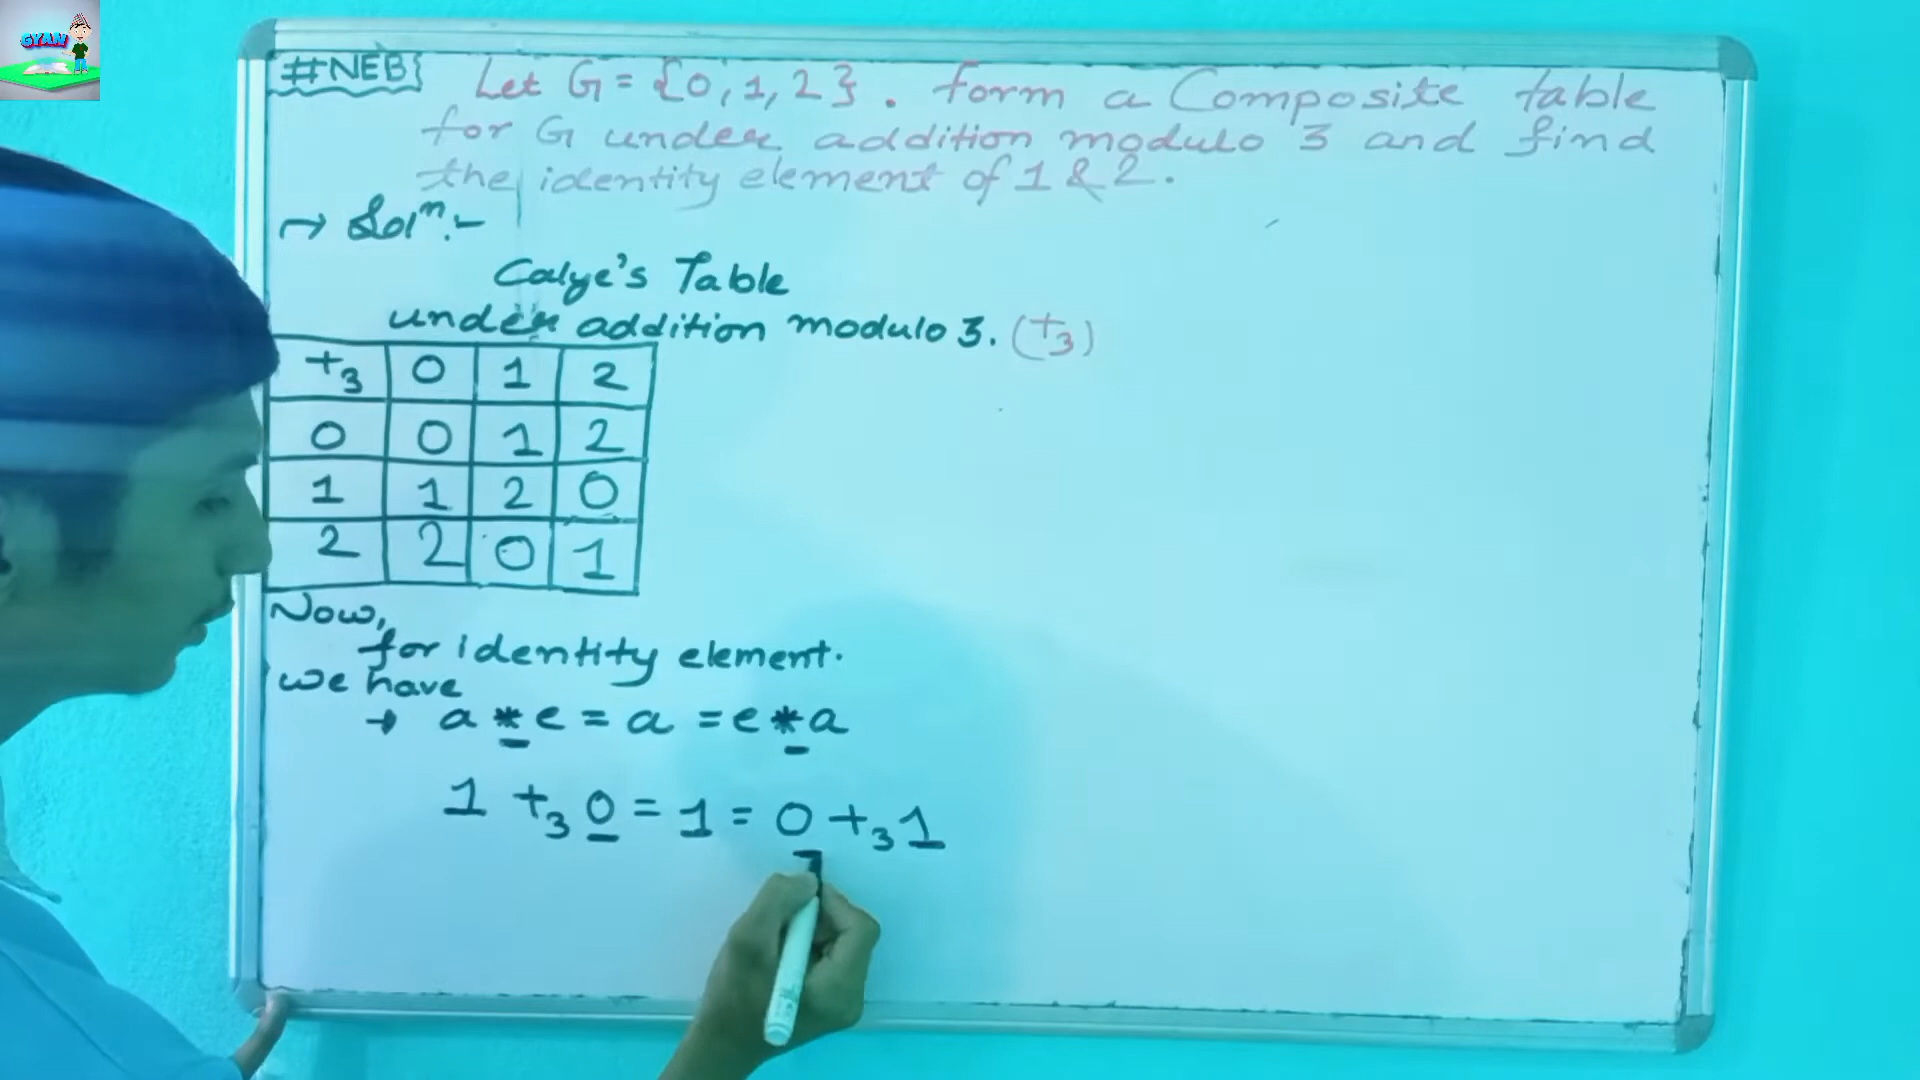 GYAN
#NEB} Let G = {0, 1, 2}. form a Composite table
for G under addition modulo 3 and find
the identity element of 1 & 2.
→ Solⁿ:-
Calye's Table
under addition modulo 3. (+₃)
+₃ 0 1 2
0 0 1 2
1 1 2 0
2 2 0 1
Now,
for identity element.
we have
→ a * e = a = e * a
1 +₃ 0 = 1 = 0 +₃ 1